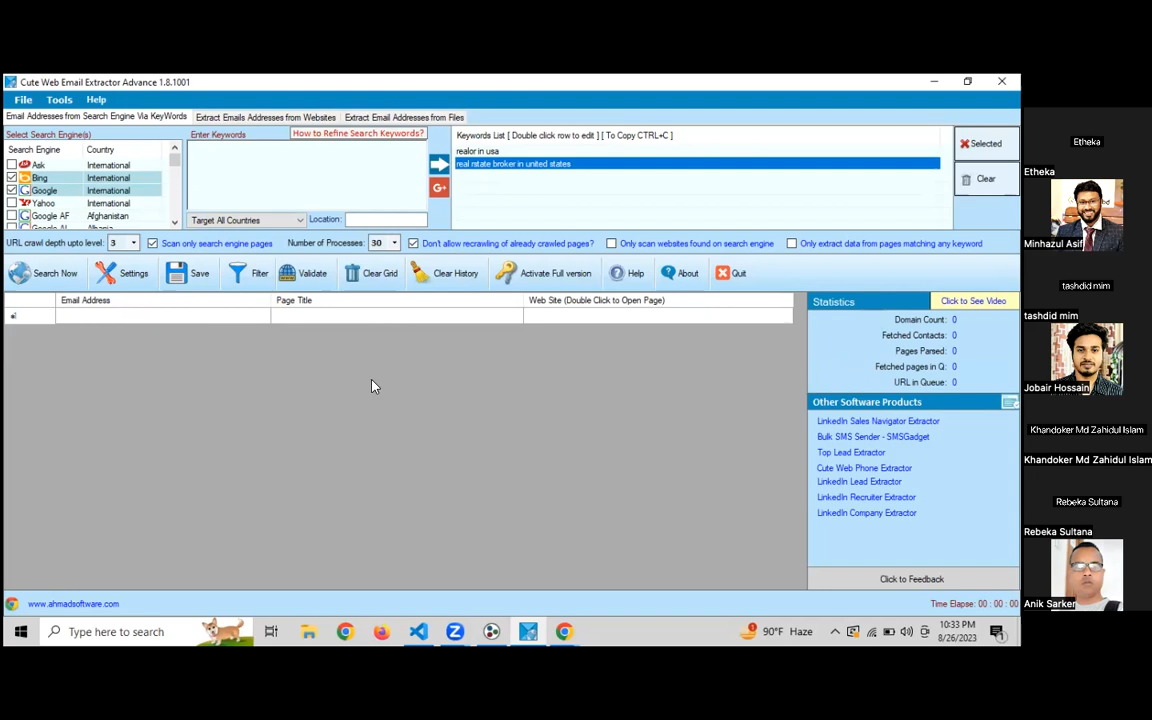 Cute Web Email Extractor Advance 1.8.1001
File Tools Help
Email Addresses from Search Engine Via KeyWords Extract Emails Addresses from Websites Extract Email Addresses from Files
Select Search Engine(s)
Search Engine Country
Ask International
Bing International
Google International
Yahoo International
Google AF Afghanistan
Enter Keywords How to Refine Search Keywords?
Target All Countries Location:
G+
Keywords List [ Double click row to edit ] [ To Copy CTRL+C ]
realor in usa
real rstate broker in united states
Selected
Clear
URL crawl depth upto level: 3 Scan only search engine pages Number of Processes: 30 Don't allow recrawling of already crawled pages? Only scan websites found on search engine Only extract data from pages matching any keyword
Search Now Settings Save Filter Validate Clear Grid Clear History Activate Full version Help About Quit
Email Address Page Title Web Site (Double Click to Open Page)
Statistics Click to See Video
Domain Count: 0
Fetched Contacts: 0
Pages Parsed: 0
Fetched pages in Q: 0
URL in Queue: 0
Other Software Products
LinkedIn Sales Navigator Extractor
Bulk SMS Sender - SMSGadget
Top Lead Extractor
Cute Web Phone Extractor
LinkedIn Lead Extractor
LinkedIn Recruiter Extractor
LinkedIn Company Extractor
Click to Feedback
www.ahmadsoftware.com Time Elapse: 00 : 00 : 00
Type here to search
90°F Haze
10:33 PM
8/26/2023
1
Etheka
Etheka
Minhazul Asif
tashdid mim
tashdid mim
Jobair Hossain
Khandoker Md Zahidul Islam
Khandoker Md Zahidul Islam
Rebeka Sultana
Rebeka Sultana
Anik Sarker